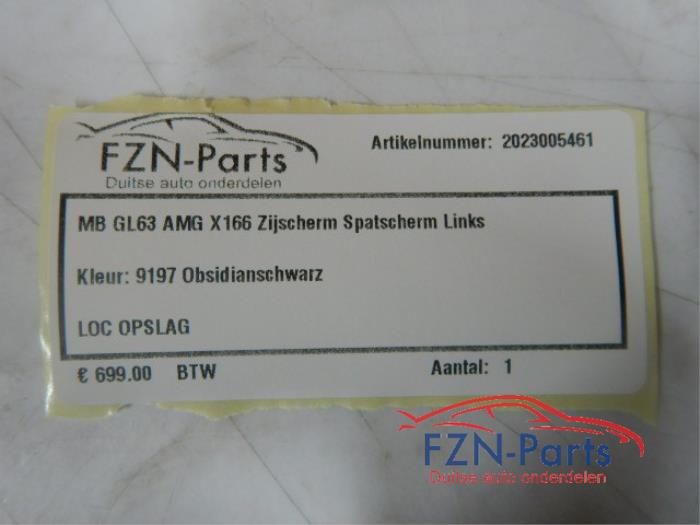 FZN-Parts
Duitse auto onderdelen
Artikelnummer: 2023005461
MB GL63 AMG X166 Zijscherm Spatscherm Links
Kleur: 9197 Obsidianschwarz
LOC OPSLAG
€ 699.00 BTW
Aantal: 1
FZN-Parts
Duitse auto onderdelen